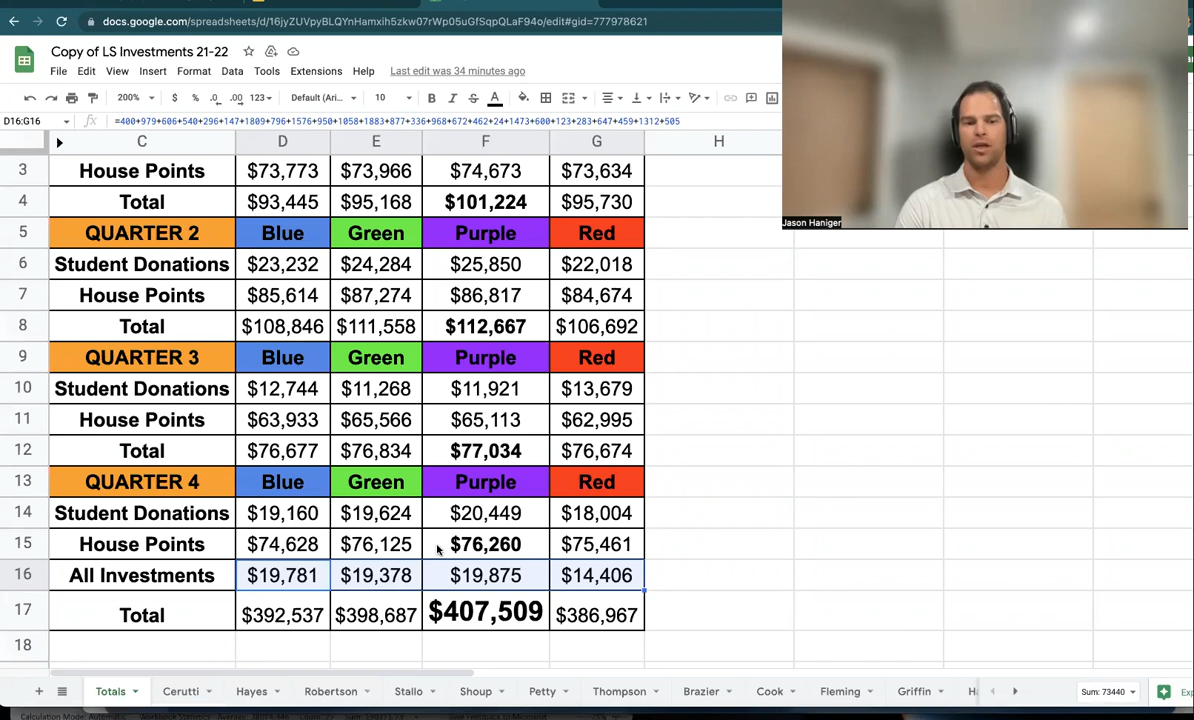 docs.google.com/spreadsheets/d/16jyZUVpyBLQYnHamxih5zkw07rWp05uGfSqpQLaF94o/edit#gid=777978621
Copy of LS Investments 21-22
File Edit View Insert Format Data Tools Extensions Help Last edit was 34 minutes ago
200% $ % .0 .00 123 Default (Ari... 10 B I S A
D16:G16 fx =400+979+606+540+296+147+1809+796+1576+950+1058+1883+877+336+968+672+462+24+1473+600+123+283+647+459+1312+505
C D E F G H
3 House Points $73,773 $73,966 $74,673 $73,634
4 Total $93,445 $95,168 $101,224 $95,730
5 QUARTER 2 Blue Green Purple Red
6 Student Donations $23,232 $24,284 $25,850 $22,018
7 House Points $85,614 $87,274 $86,817 $84,674
8 Total $108,846 $111,558 $112,667 $106,692
9 QUARTER 3 Blue Green Purple Red
10 Student Donations $12,744 $11,268 $11,921 $13,679
11 House Points $63,933 $65,566 $65,113 $62,995
12 Total $76,677 $76,834 $77,034 $76,674
13 QUARTER 4 Blue Green Purple Red
14 Student Donations $19,160 $19,624 $20,449 $18,004
15 House Points $74,628 $76,125 $76,260 $75,461
16 All Investments $19,781 $19,378 $19,875 $14,406
17 Total $392,537 $398,687 $407,509 $386,967
18
Jason Haniger
Totals Cerutti Hayes Robertson Stallo Shoup Petty Thompson Brazier Cook Fleming Griffin Sum: 73440